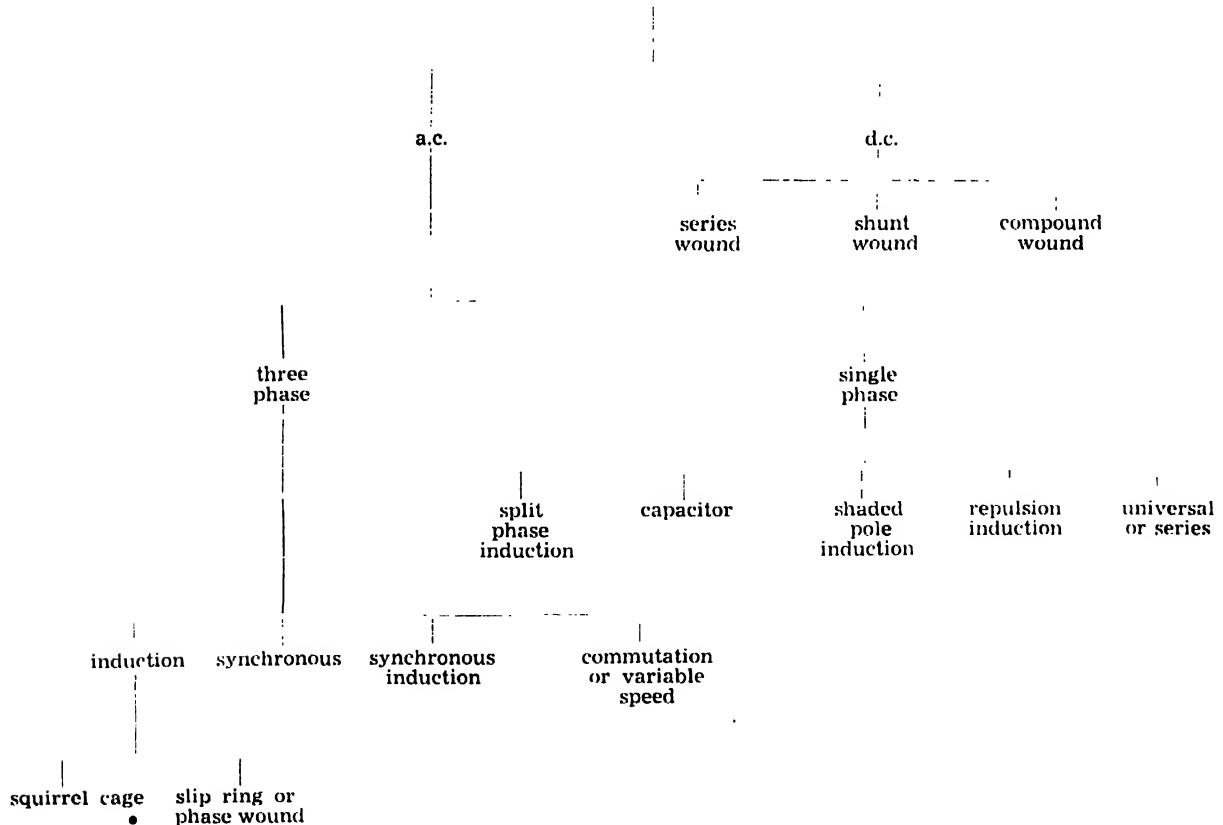 a.c.
d.c.
series
wound
shunt
wound
compound
wound
three
phase
single
phase
split
phase
induction
capacitor
shaded
pole
induction
repulsion
induction
universal
or series
induction
synchronous
synchronous
induction
commutation
or variable
speed
squirrel cage
slip ring or
phase wound